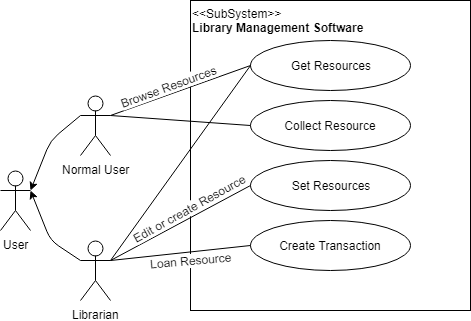 <<SubSystem>>
Library Management Software
Get Resources
Browse Resources
Collect Resource
Normal User
Set Resources
Edit or create Resource
User
Create Transaction
Loan Resource
Librarian